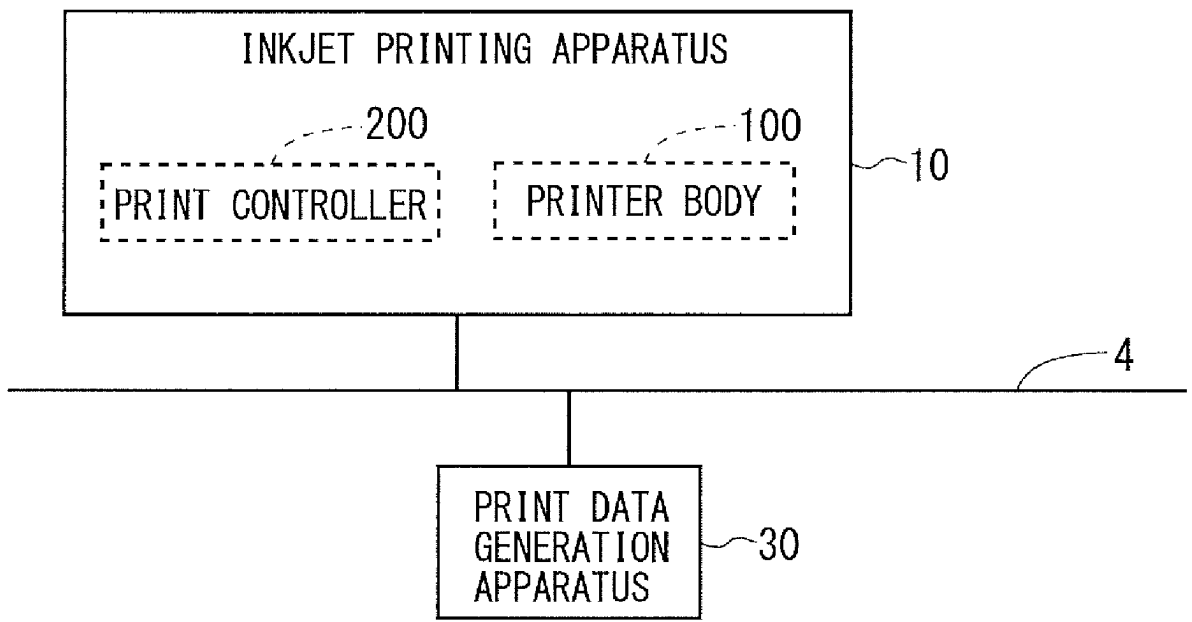 INKJET PRINTING APPARATUS
200
100
10
PRINT CONTROLLER
PRINTER BODY
4
PRINT DATA
GENERATION
APPARATUS
30